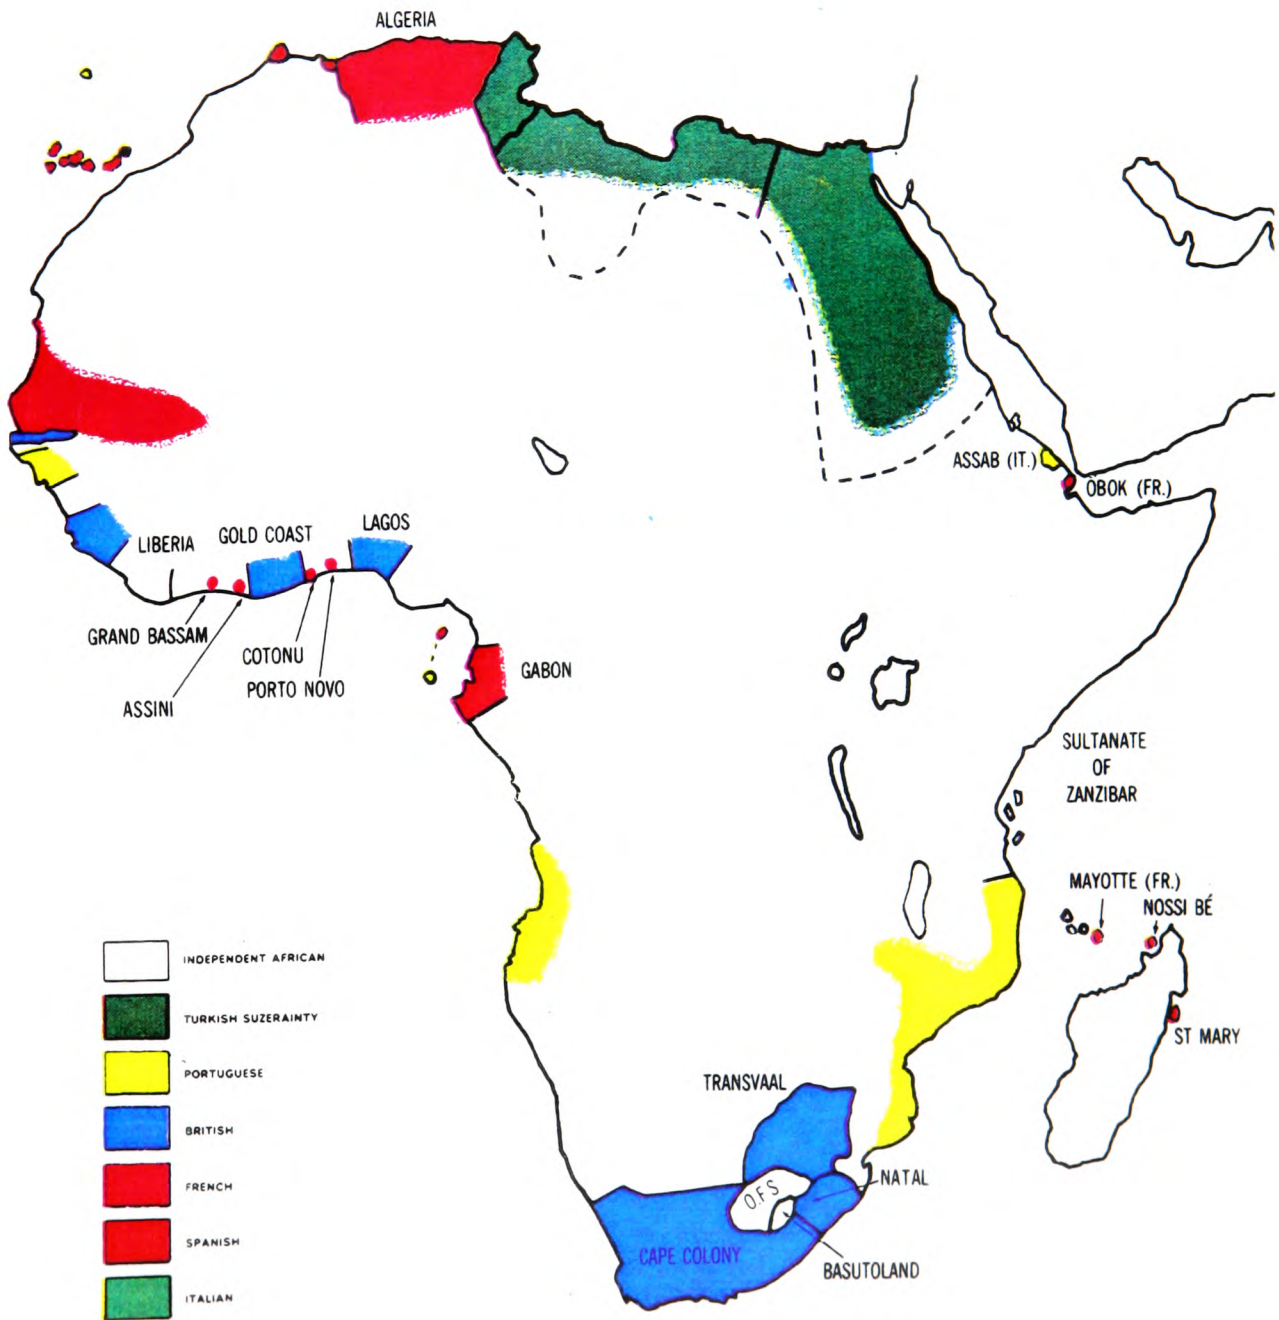 ALGERIA
ASSAB (IT.)
OBOK (FR.)
LIBERIA
GOLD COAST
LAGOS
GRAND BASSAM
COTONU
PORTO NOVO
ASSINI
GABON
SULTANATE
OF
ZANZIBAR
MAYOTTE (FR.)
NOSSI BÉ
ST MARY
TRANSVAAL
O.F.S
NATAL
CAPE COLONY
BASUTOLAND
INDEPENDENT AFRICAN
TURKISH SUZERAINTY
PORTUGUESE
BRITISH
FRENCH
SPANISH
ITALIAN